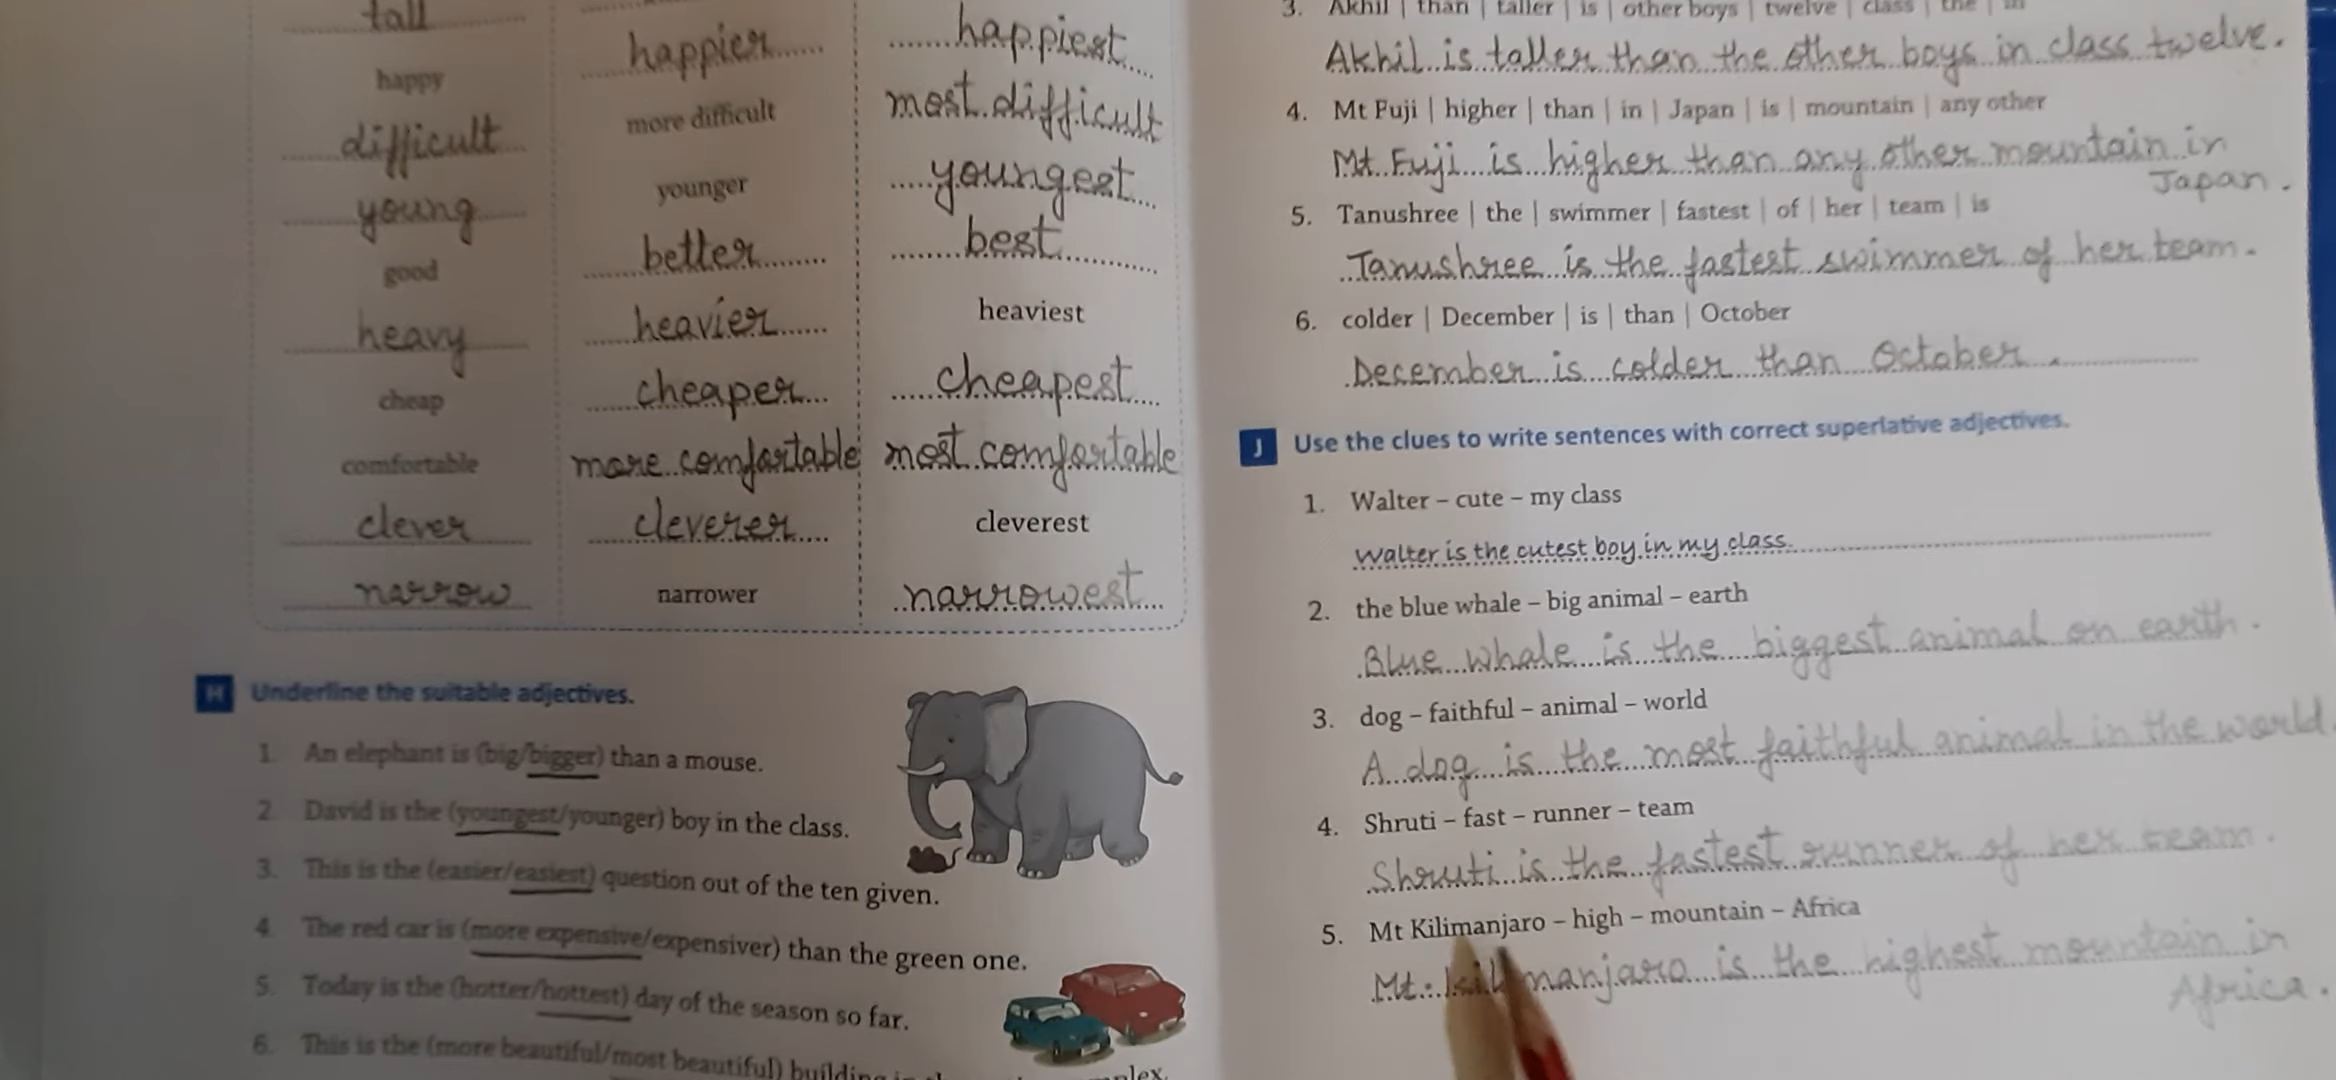 tall
happier
happiest
happy
difficult
more difficult
most difficult
young
younger
youngest
good
better
best
heavy
heavier
heaviest
cheap
cheaper
cheapest
comfortable
more comfortable
most comfortable
clever
cleverer
cleverest
narrow
narrower
narrowest
H Underline the suitable adjectives.
1. An elephant is (big/bigger) than a mouse.
2. David is the (youngest/younger) boy in the class.
3. This is the (easier/easiest) question out of the ten given.
4. The red car is (more expensive/expensiver) than the green one.
5. Today is the (hotter/hottest) day of the season so far.
6. This is the (more beautiful/most beautiful) building
3. Akhil | than | taller | is | other boys | twelve | class | the | in
Akhil is taller than the other boys in class twelve.
4. Mt Fuji | higher | than | in | Japan | is | mountain | any other
Mt. Fuji is higher than any other mountain in
Japan.
5. Tanushree | the | swimmer | fastest | of | her | team | is
Tanushree is the fastest swimmer of her team.
6. colder | December | is | than | October
December is colder than October.
J Use the clues to write sentences with correct superlative adjectives.
1. Walter – cute – my class
Walter is the cutest boy in my class.
2. the blue whale – big animal – earth
Blue whale is the biggest animal on earth.
3. dog – faithful – animal – world
A dog is the most faithful animal in the world.
4. Shruti – fast – runner – team
Shruti is the fastest runner of her team.
5. Mt Kilimanjaro – high – mountain – Africa
Mt. Kilimanjaro is the highest mountain in
Africa.